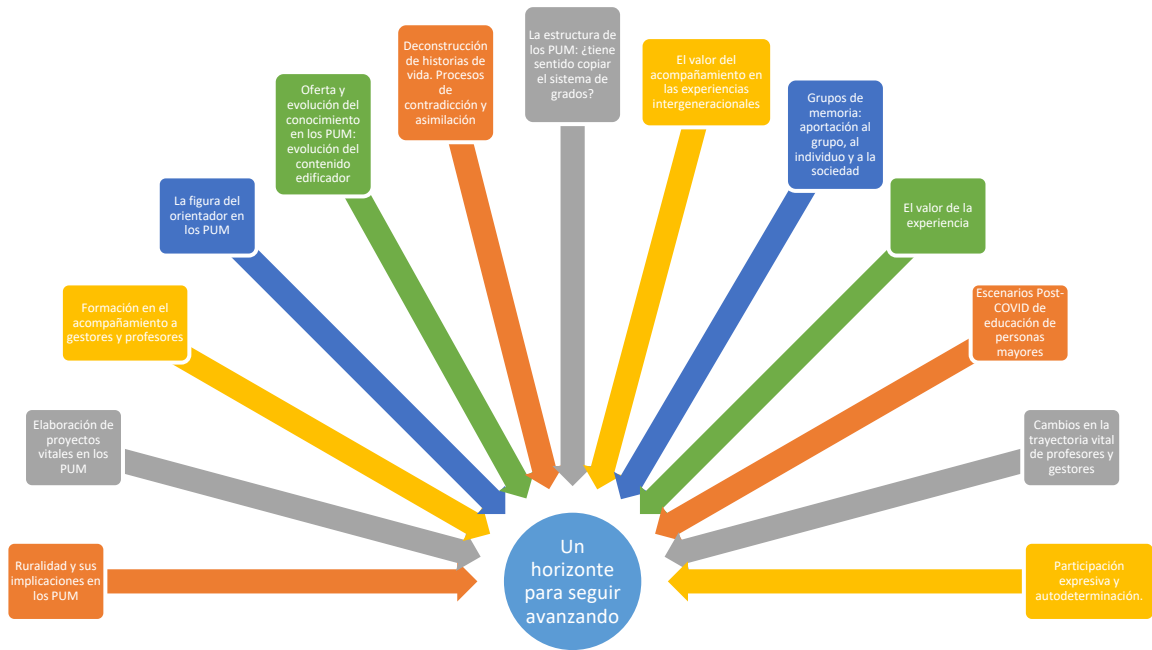 Ruralidad y sus
implicaciones en
los PUM
Elaboración de
proyectos
vitales en los
PUM
Formación en el
acompañamiento a
gestores y profesores
La figura del
orientador en
los PUM
Oferta y
evolución del
conocimiento
en los PUM:
evolución del
contenido
edificador
Deconstrucción
de historias de
vida. Procesos
de
contradicción y
asimilación
La estructura de
los PUM: ¿tiene
sentido copiar
el sistema de
grados?
El valor del
acompañamiento en
las experiencias
intergeneracionales
Grupos de
memoria:
aportación al
grupo, al
individuo y a la
sociedad
El valor de la
experiencia
Escenarios Post-
COVID de
educación de
personas
mayores
Cambios en la
trayectoria vital
de profesores y
gestores
Participación
expresiva y
autodeterminación.
Un
horizonte
para seguir
avanzando